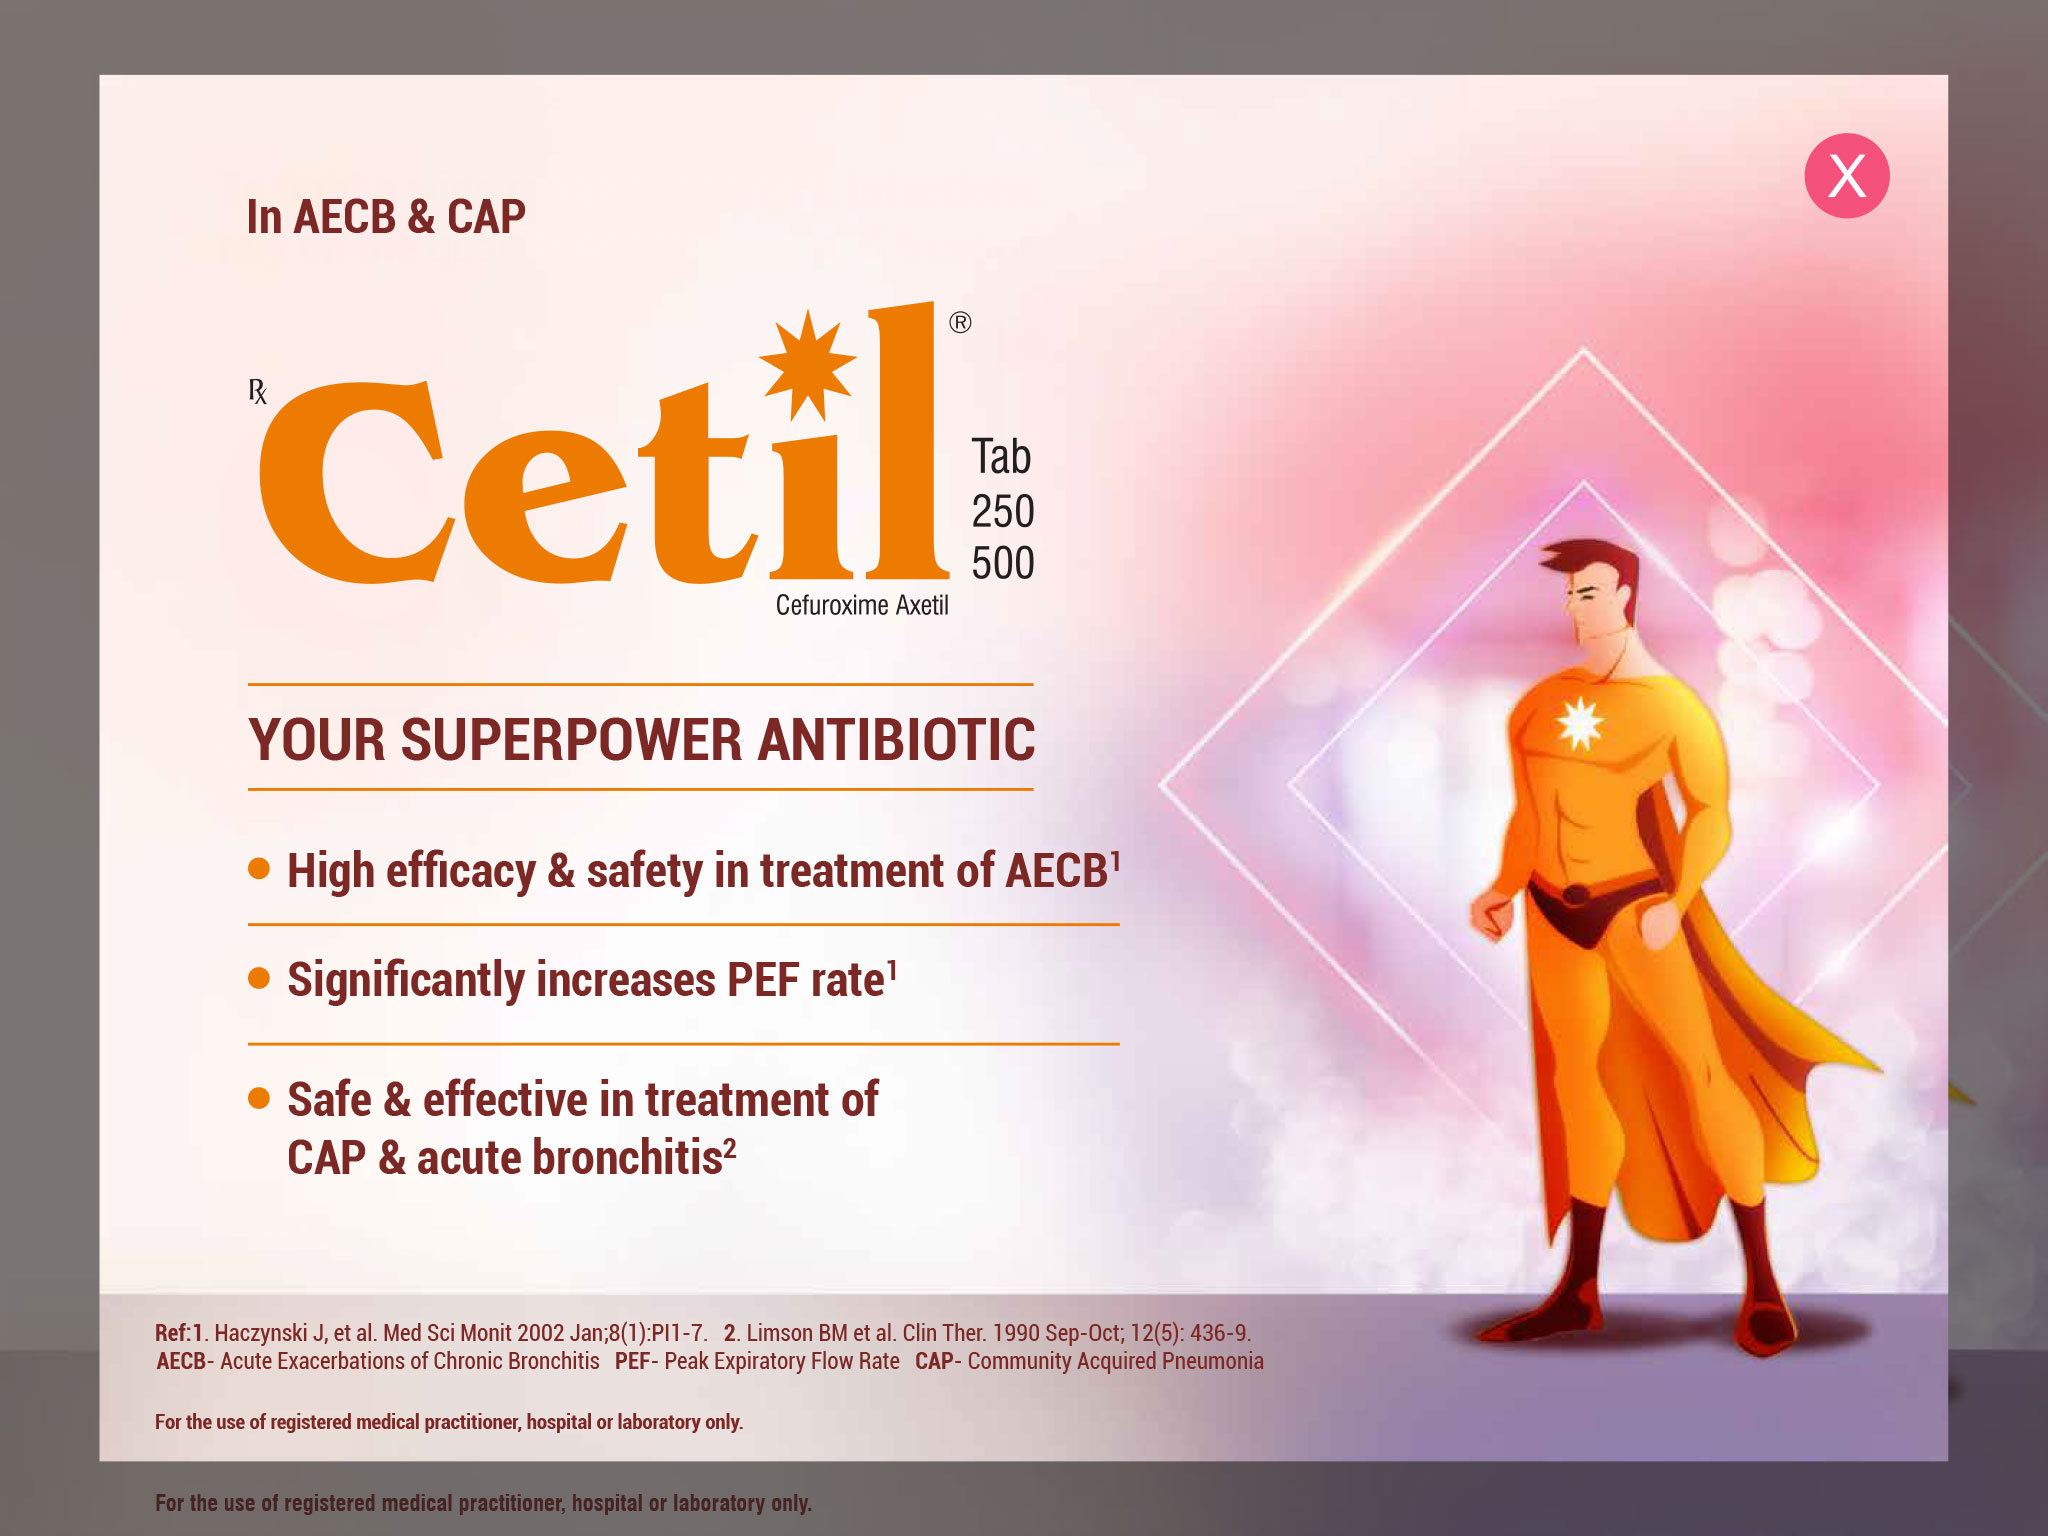 X
In AECB & CAP
Rx Cetil®
Tab
250
500
Cefuroxime Axetil
YOUR SUPERPOWER ANTIBIOTIC
High efficacy & safety in treatment of AECB¹
Significantly increases PEF rate¹
Safe & effective in treatment of
CAP & acute bronchitis²
Ref:1. Haczynski J, et al. Med Sci Monit 2002 Jan;8(1):PI1-7. 2. Limson BM et al. Clin Ther. 1990 Sep-Oct; 12(5): 436-9.
AECB- Acute Exacerbations of Chronic Bronchitis PEF- Peak Expiratory Flow Rate CAP- Community Acquired Pneumonia
For the use of registered medical practitioner, hospital or laboratory only.
For the use of registered medical practitioner, hospital or laboratory only.